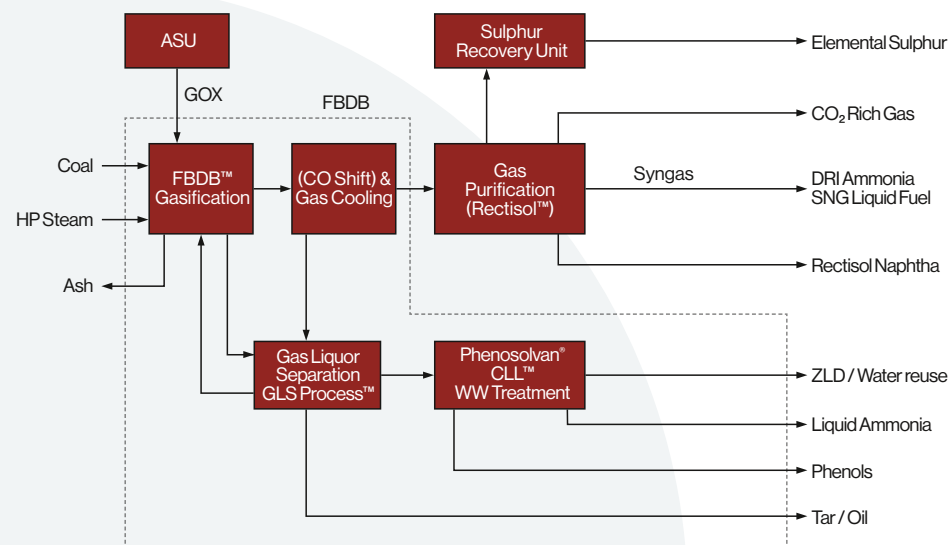 ASU
Sulphur
Recovery Unit
Elemental Sulphur
GOX
FBDB
CO₂ Rich Gas
Coal
FBDB™
Gasification
(CO Shift) &
Gas Cooling
Gas
Purification
(Rectisol™)
Syngas
DRI Ammonia
SNG Liquid Fuel
HP Steam
Ash
Rectisol Naphtha
Gas Liquor
Separation
GLS Process™
Phenosolvan®
CLL™
WW Treatment
ZLD / Water reuse
Liquid Ammonia
Phenols
Tar / Oil